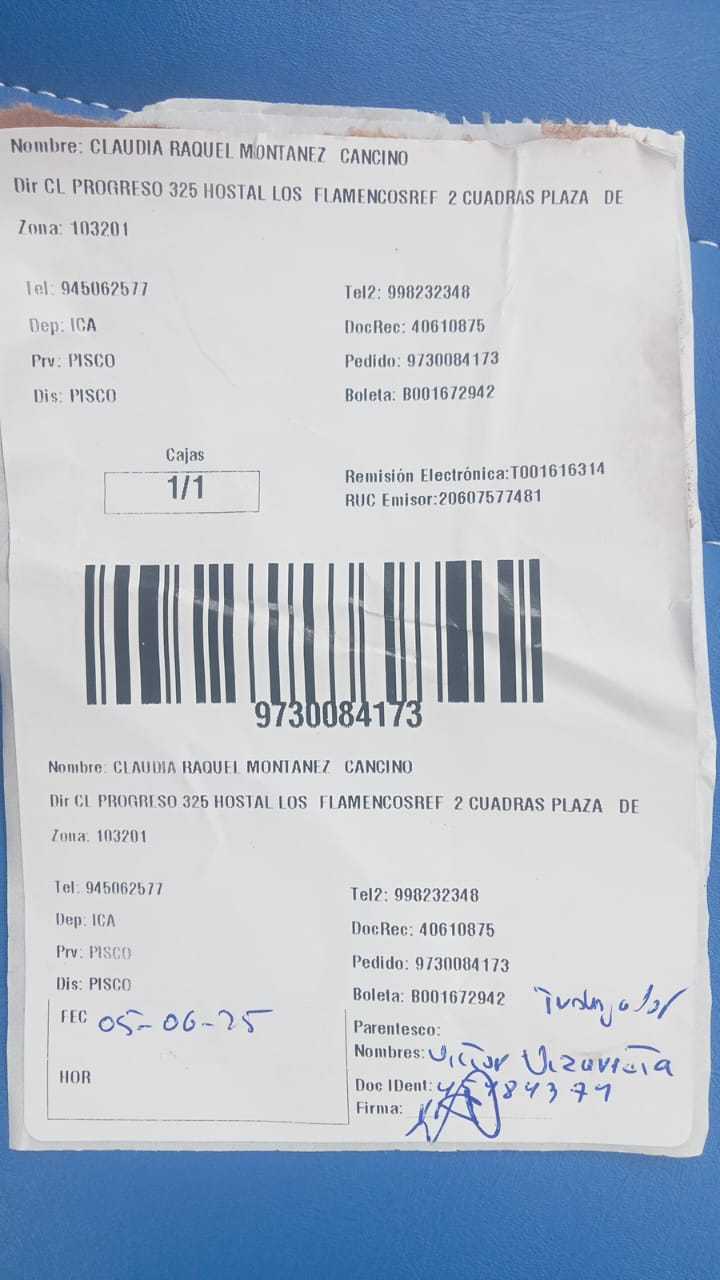 Nombre: CLAUDIA RAQUEL MONTANEZ CANCINO
Dir CL PROGRESO 325 HOSTAL LOS FLAMENCOSREF 2 CUADRAS PLAZA DE
Zona: 103201
Tel: 945062577 Tel2: 998232348
Dep: ICA DocRec: 40610875
Prv: PISCO Pedido: 9730084173
Dis: PISCO Boleta: B001672942
Cajas
1/1
Remisión Electrónica:T001616314
RUC Emisor:20607577481
9730084173
Nombre: CLAUDIA RAQUEL MONTANEZ CANCINO
Dir CL PROGRESO 325 HOSTAL LOS FLAMENCOSREF 2 CUADRAS PLAZA DE
Zona: 103201
Tel: 945062577 Tel2: 998232348
Dep: ICA DocRec: 40610875
Prv: PISCO Pedido: 9730084173
Dis: PISCO Boleta: B001672942
FEC 05-06-25
Parentesco: Trabajador
Nombres: Victor
HOR
Doc IDent:
Firma: